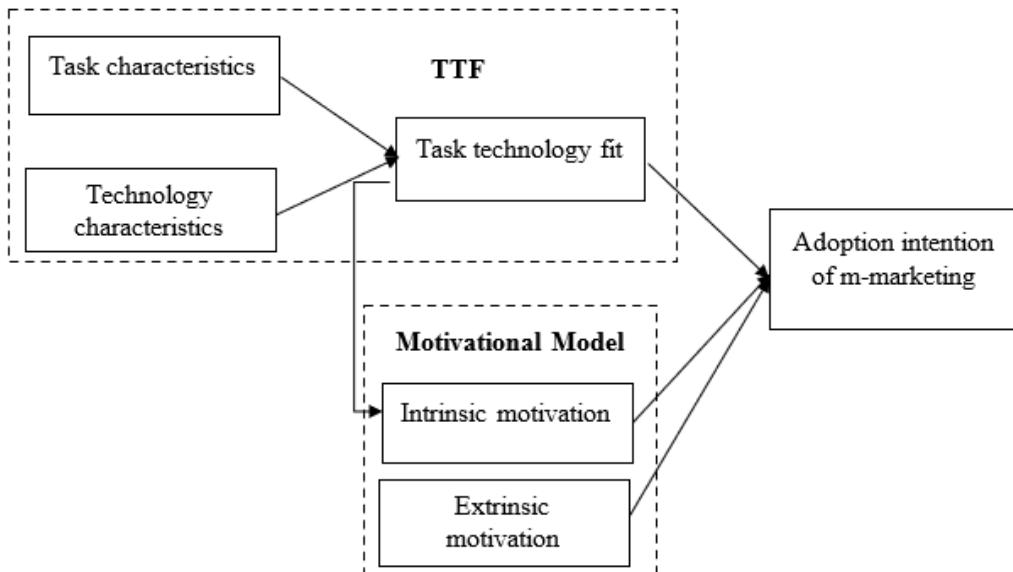 Task characteristics
TTF
Task technology fit
Technology
characteristics
Adoption intention
of m-marketing
Motivational Model
Intrinsic motivation
Extrinsic
motivation